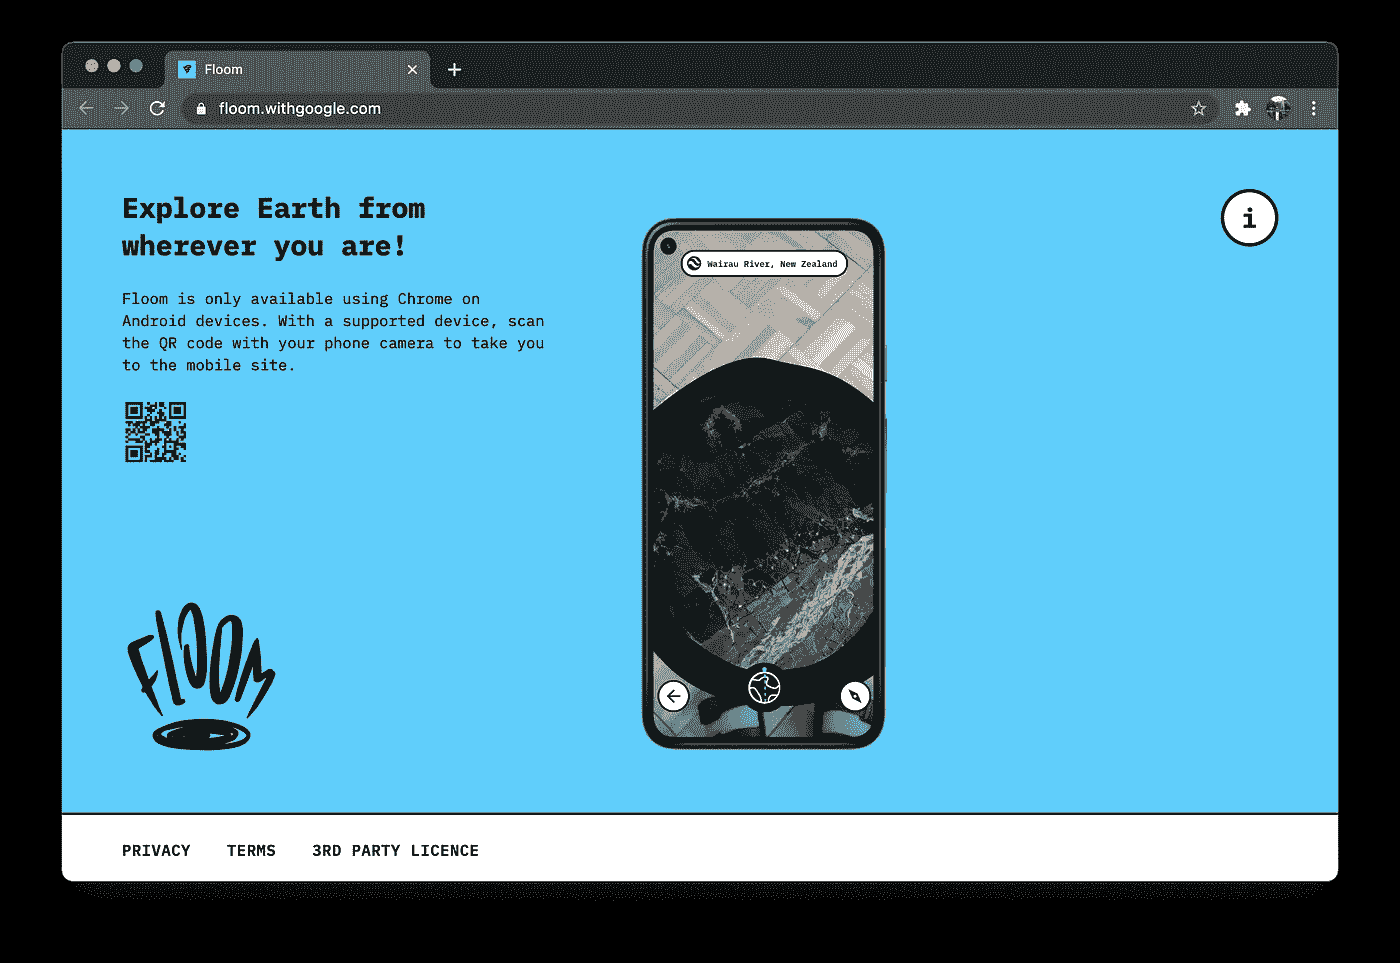 Floom
floom.withgoogle.com
Explore Earth from
wherever you are!
Floom is only available using Chrome on
Android devices. With a supported device, scan
the QR code with your phone camera to take you
to the mobile site.
Wairau River, New Zealand
i
FLOOM
PRIVACY TERMS 3RD PARTY LICENCE